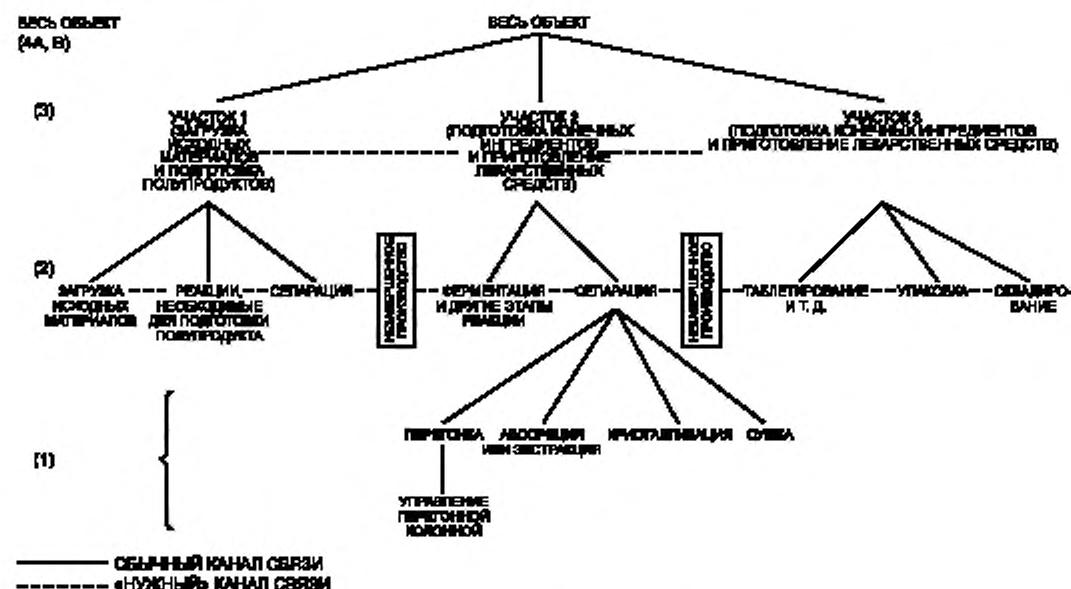 ВЕСЬ ОБЪЕКТ
(4А, В)
ВЕСЬ ОБЪЕКТ
(3)
УЧАСТОК 1
(ЗАГРУЗКА
ИСХОДНЫХ
МАТЕРИАЛОВ
И ПОДГОТОВКА
ПОЛУПРОДУКТОВ)
УЧАСТОК 2
(ПОДГОТОВКА КОНЕЧНЫХ
ИНГРЕДИЕНТОВ
И ПРИГОТОВЛЕНИЕ
ЛЕКАРСТВЕННЫХ
СРЕДСТВ)
УЧАСТОК 3
(ПОДГОТОВКА КОНЕЧНЫХ ИНГРЕДИЕНТОВ
И ПРИГОТОВЛЕНИЕ ЛЕКАРСТВЕННЫХ СРЕДСТВ)
(2)
ЗАГРУЗКА
ИСХОДНЫХ
МАТЕРИАЛОВ
РЕАКЦИИ,
НЕОБХОДИМЫЕ
ДЛЯ ПОДГОТОВКИ
ПОЛУПРОДУКТА
СЕПАРАЦИЯ
НЕЗАВЕРШЕННОЕ
ПРОИЗВОДСТВО
ФЕРМЕНТАЦИЯ
И ДРУГИЕ ЭТАПЫ
РЕАКЦИИ
СЕПАРАЦИЯ
НЕЗАВЕРШЕННОЕ
ПРОИЗВОДСТВО
ТАБЛЕТИРОВАНИЕ
И Т. Д.
УПАКОВКА
СКЛАДИРО-
ВАНИЕ
(1)
ПЕРЕГОНКА
АБСОРБЦИЯ
ИЛИ ЭКСТРАКЦИЯ
КРИСТАЛЛИЗАЦИЯ
СУШКА
УПРАВЛЕНИЕ
ПЕРЕГОННОЙ
КОЛОННОЙ
ОБЫЧНЫЙ КАНАЛ СВЯЗИ
«НУЖНЫЙ» КАНАЛ СВЯЗИ